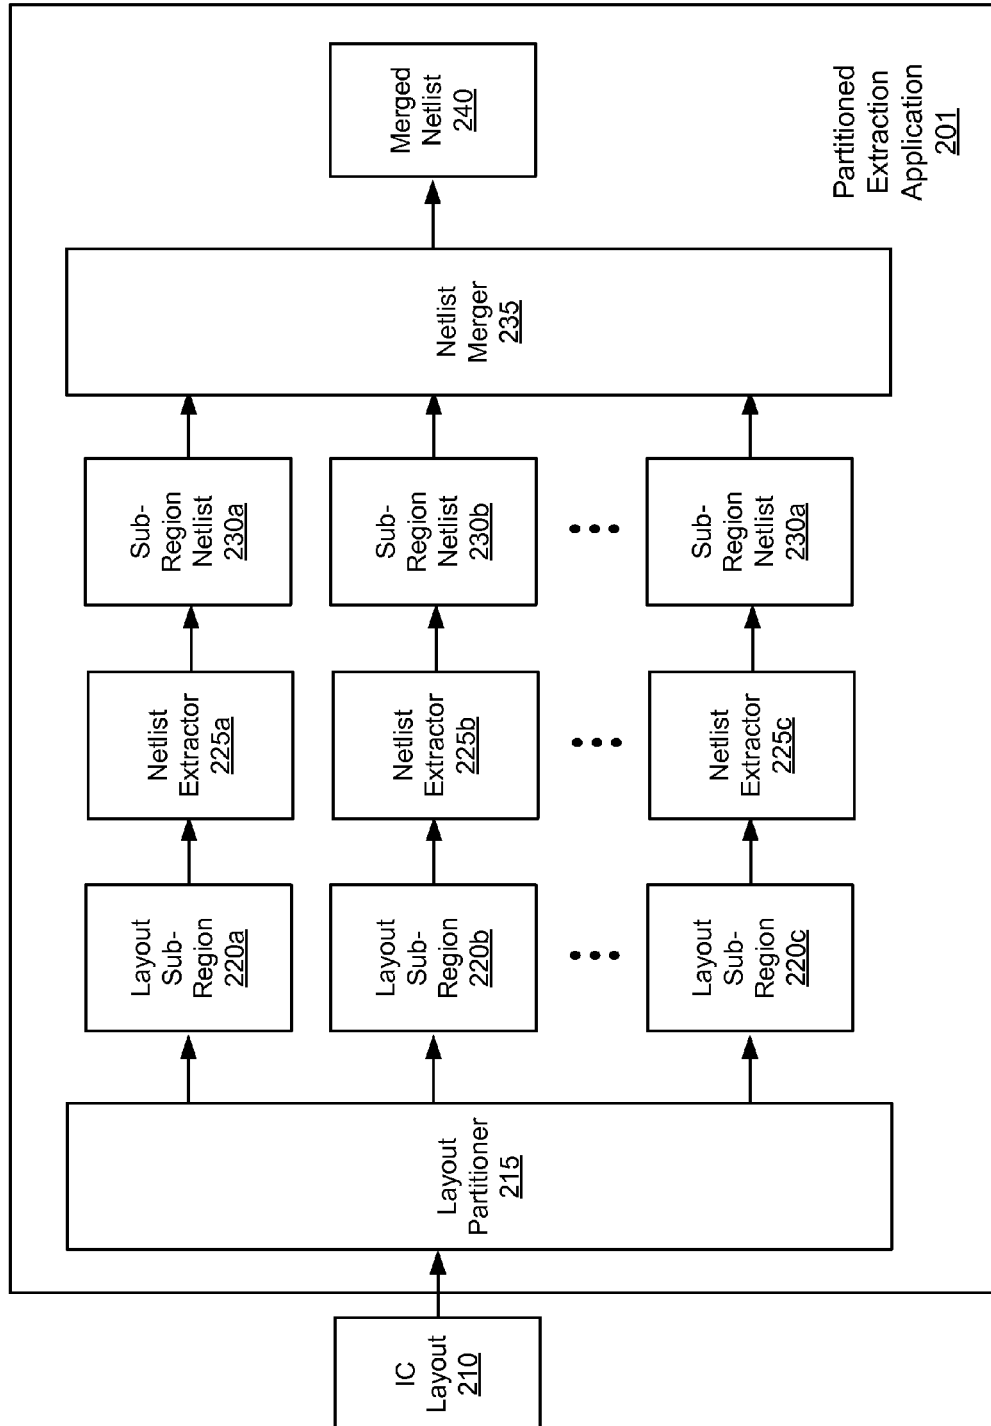 IC
Layout
210
Layout
Partitioner
215
Layout
Sub-
Region
220a
Layout
Sub-
Region
220b
Layout
Sub-
Region
220c
Netlist
Extractor
225a
Netlist
Extractor
225b
Netlist
Extractor
225c
Sub-
Region
Netlist
230a
Sub-
Region
Netlist
230b
Sub-
Region
Netlist
230a
Netlist
Merger
235
Merged
Netlist
240
Partitioned
Extraction
Application
201